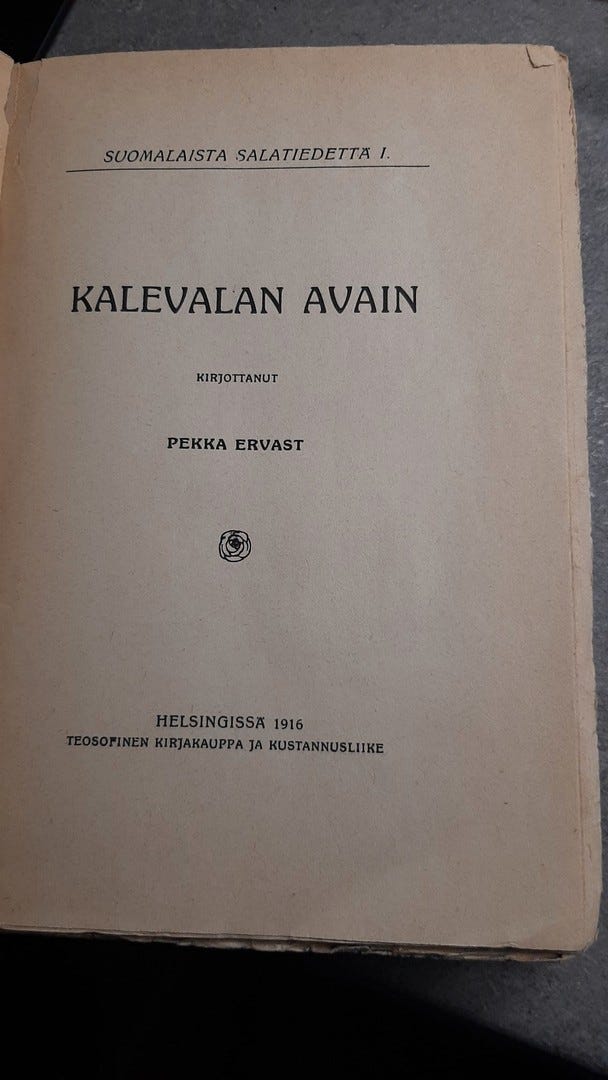 SUOMALAISTA SALATIEDETTÄ I.
KALEVALAN AVAIN
KIRJOTTANUT
PEKKA ERVAST
HELSINGISSÄ 1916
TEOSOFINEN KIRJAKAUPPA JA KUSTANNUSLIIKE